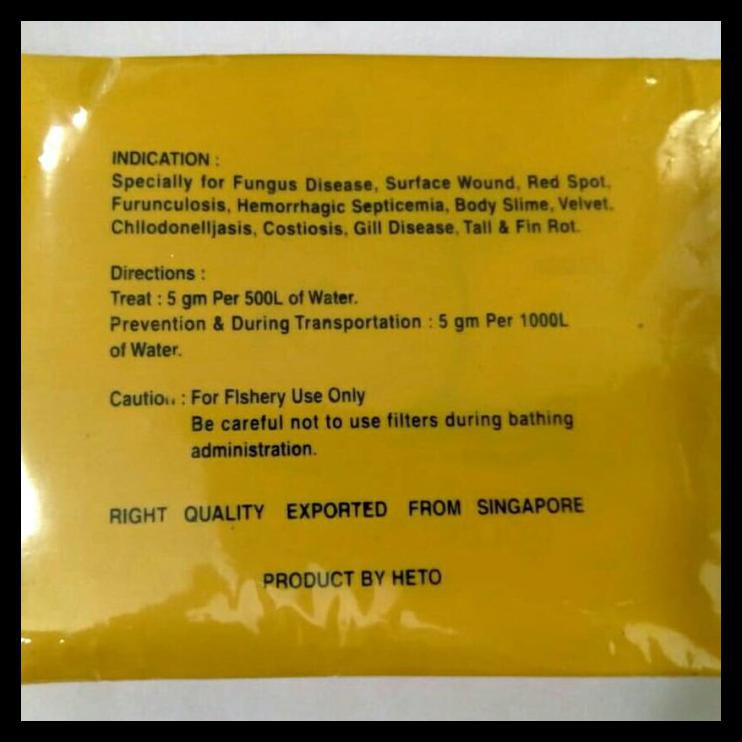 INDICATION :
Specially for Fungus Disease, Surface Wound, Red Spot,
Furunculosis, Hemorrhagic Septicemia, Body Slime, Velvet.
Chllodonelljasis, Costiosis, Gill Disease, Tall & Fin Rot.
Directions :
Treat : 5 gm Per 500L of Water.
Prevention & During Transportation : 5 gm Per 1000L
of Water.
Caution : For FIshery Use Only
Be careful not to use filters during bathing
administration.
RIGHT QUALITY EXPORTED FROM SINGAPORE
PRODUCT BY HETO